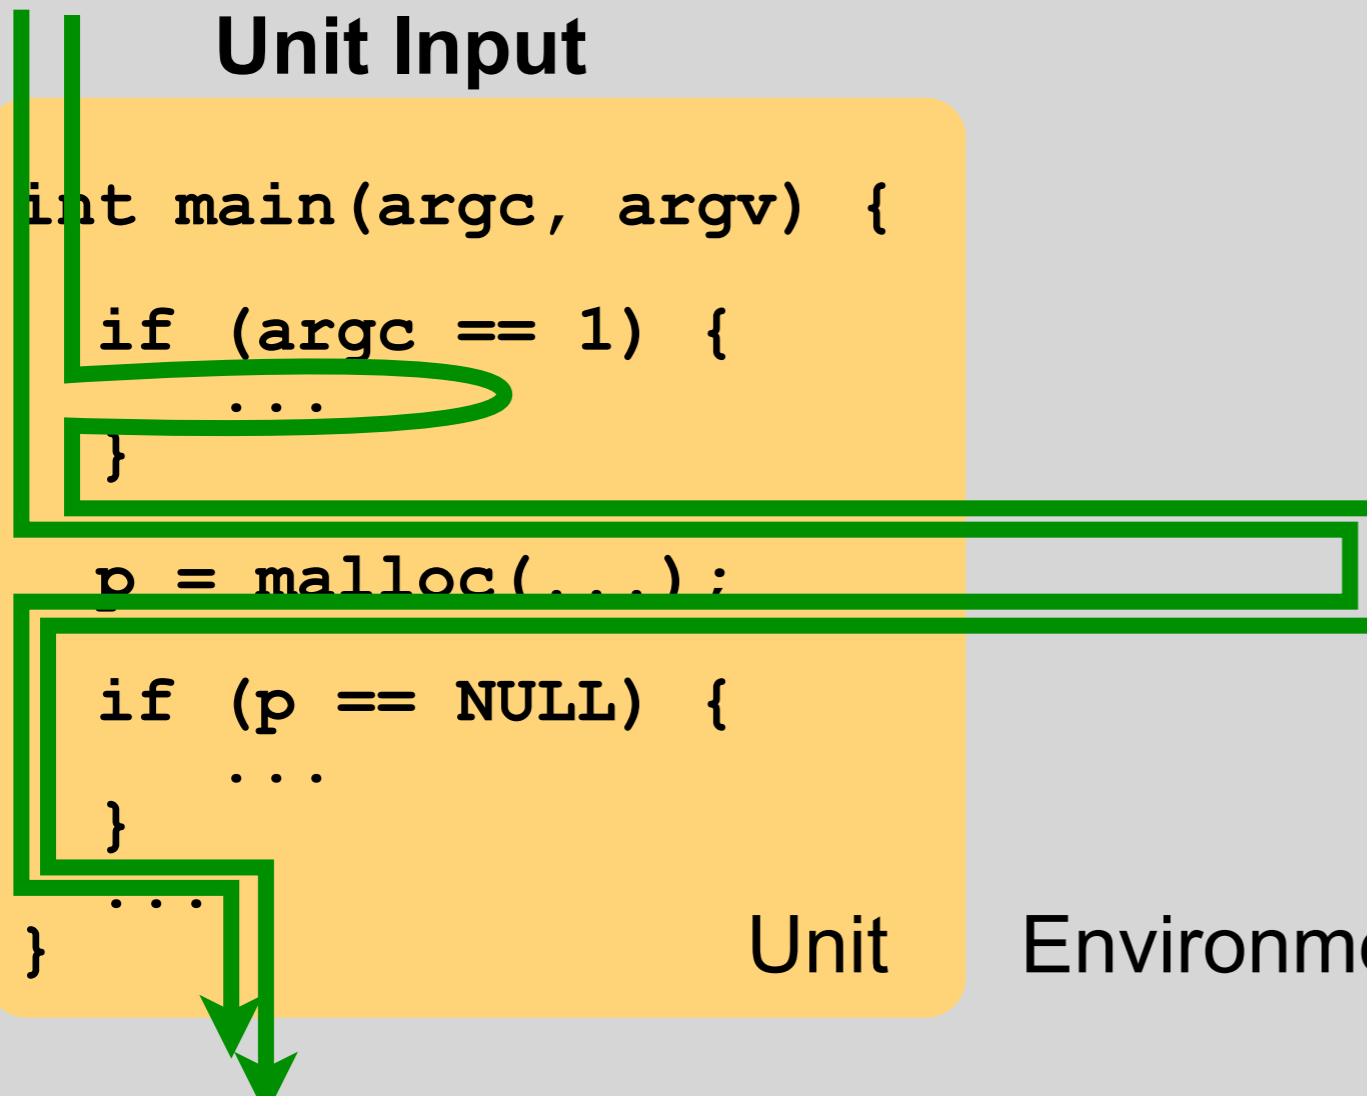 Unit Input
int main(argc, argv) {
if (argc == 1) {
...
}
p = malloc(...);
if (p == NULL) {
...
}
...
}
Unit
Environme